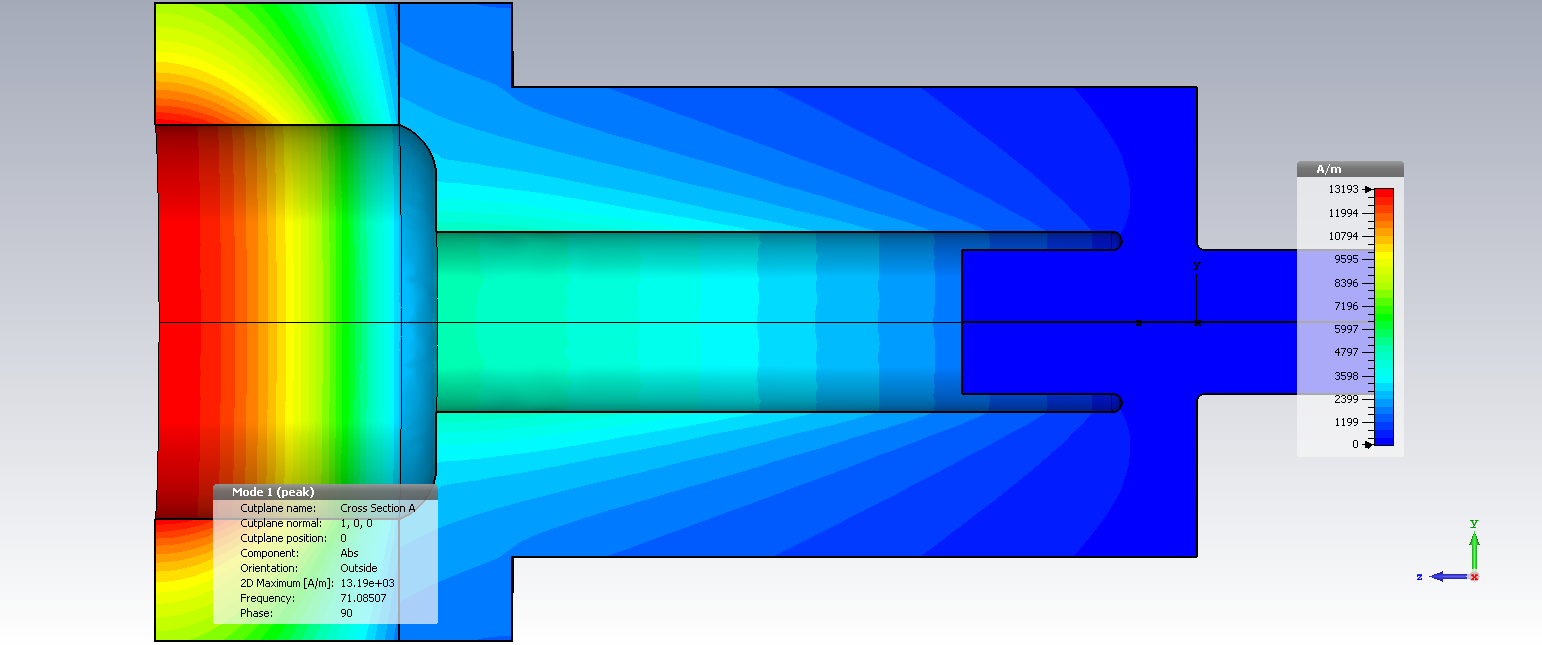 A/m
13193
11994
10794
9595
8396
7196
5997
4797
3598
2399
1199
0
Y
Mode 1 (peak)
Cutplane name: Cross Section A
Cutplane normal: 1, 0, 0
Cutplane position: 0
Component: Abs
Orientation: Outside
2D Maximum [A/m]: 13.19e+03
Frequency: 71.08507
Phase: 90
y
z
x